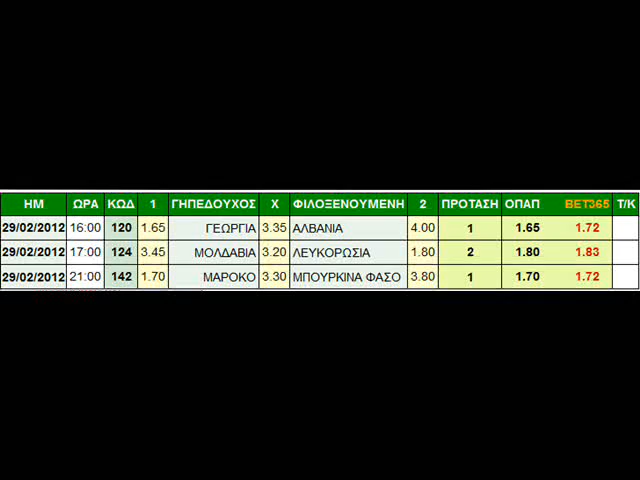 ΗΜ ΩΡΑ ΚΩΔ 1 ΓΗΠΕΔΟΥΧΟΣ Χ ΦΙΛΟΞΕΝΟΥΜΕΝΗ 2 ΠΡΟΤΑΣΗ ΟΠΑΠ BET365 Τ/Κ
29/02/2012 16:00 120 1.65 ΓΕΩΡΓΙΑ 3.35 ΑΛΒΑΝΙΑ 4.00 1 1.65 1.72
29/02/2012 17:00 124 3.45 ΜΟΛΔΑΒΙΑ 3.20 ΛΕΥΚΟΡΩΣΙΑ 1.80 2 1.80 1.83
29/02/2012 21:00 142 1.70 ΜΑΡΟΚΟ 3.30 ΜΠΟΥΡΚΙΝΑ ΦΑΣΟ 3.80 1 1.70 1.72